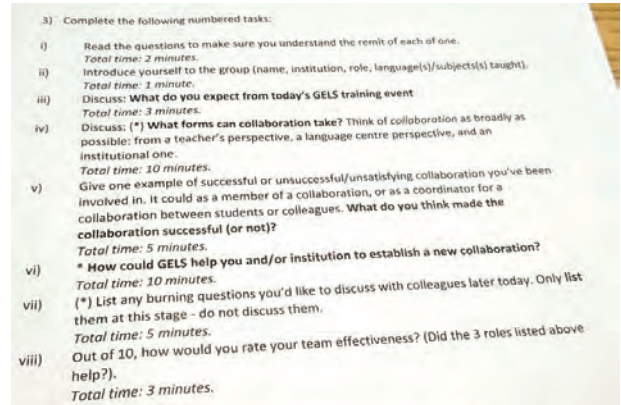 3) Complete the following numbered tasks:
i) Read the questions to make sure you understand the remit of each of one.
Total time: 2 minutes.
ii) Introduce yourself to the group (name, institution, role, language(s)/subjects(s) taught).
Total time: 1 minute.
iii) Discuss: What do you expect from today's GELS training event
Total time: 3 minutes.
iv) Discuss: (*) What forms can collaboration take? Think of colloboration as broadly as
possible: from a teacher's perspective, a language centre perspective, and an
institutional one.
Total time: 10 minutes.
v) Give one example of successful or unsuccessful/unsatisfying collaboration you've been
involved in. It could as a member of a collaboration, or as a coordinator for a
collaboration between students or colleagues. What do you think made the
collaboration successful (or not)?
Total time: 5 minutes.
vi) * How could GELS help you and/or institution to establish a new collaboration?
Total time: 10 minutes.
vii) (*) List any burning questions you'd like to discuss with colleagues later today. Only list
them at this stage - do not discuss them.
Total time: 5 minutes.
viii) Out of 10, how would you rate your team effectiveness? (Did the 3 roles listed above
help?).
Total time: 3 minutes.